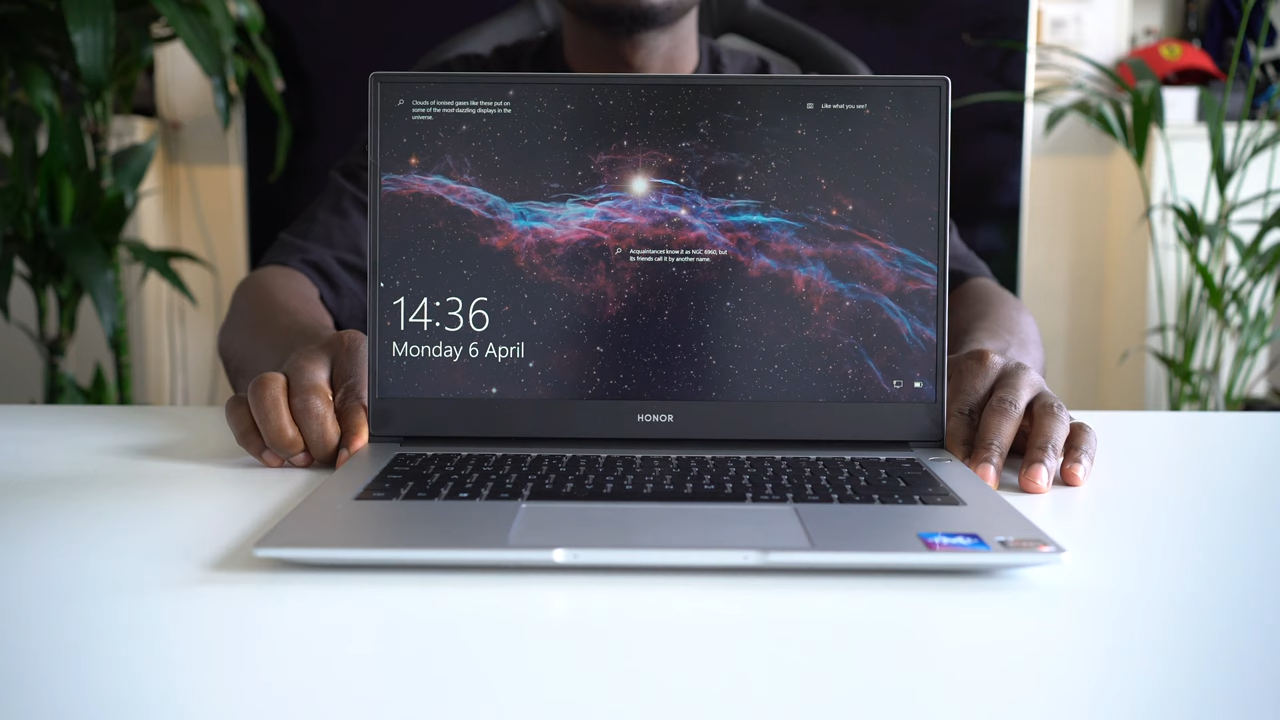 Clouds of ionised gases like these put on
some of the most dazzling displays in the
universe.
Like what you see?
Acquaintances know it as NGC 6960, but
its friends call it by another name.
14:36
Monday 6 April
HONOR